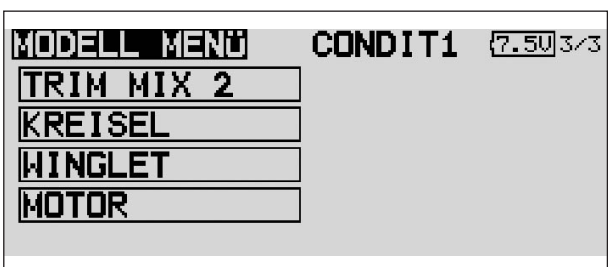 MODELL MENÜ CONDIT1 7.5V 3/3
TRIM MIX 2
KREISEL
WINGLET
MOTOR